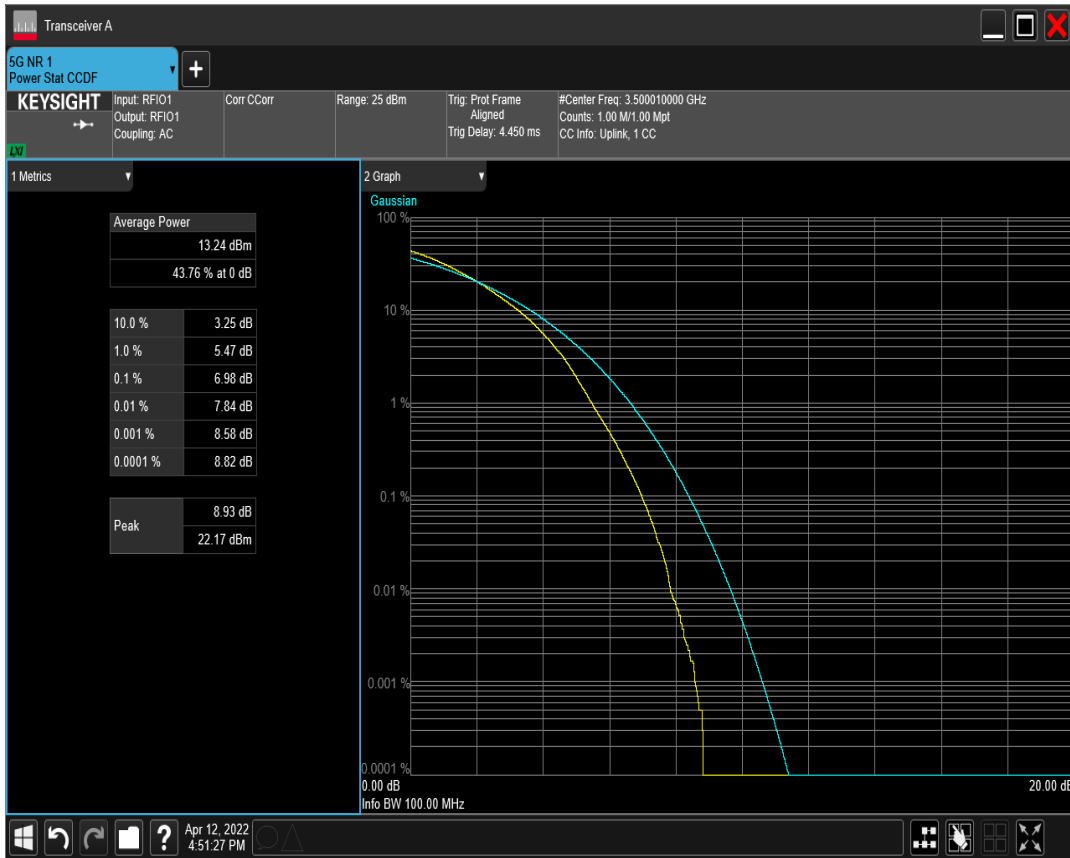 Transceiver A
5G NR 1
Power Stat CCDF
+
KEYSIGHT
LXI
Input: RFIO1
Output: RFIO1
Coupling: AC
Corr CCorr
Range: 25 dBm
Trig: Prot Frame
Aligned
Trig Delay: 4.450 ms
#Center Freq: 3.500010000 GHz
Counts: 1.00 M/1.00 Mpt
CC Info: Uplink, 1 CC
1 Metrics
Average Power
13.24 dBm
43.76 % at 0 dB
10.0 % 3.25 dB
1.0 % 5.47 dB
0.1 % 6.98 dB
0.01 % 7.84 dB
0.001 % 8.58 dB
0.0001 % 8.82 dB
Peak 8.93 dB
22.17 dBm
2 Graph
Gaussian
100 %
10 %
1 %
0.1 %
0.01 %
0.001 %
0.0001 %
0.00 dB 20.00 dB
Info BW 100.00 MHz
?
Apr 12, 2022
4:51:27 PM